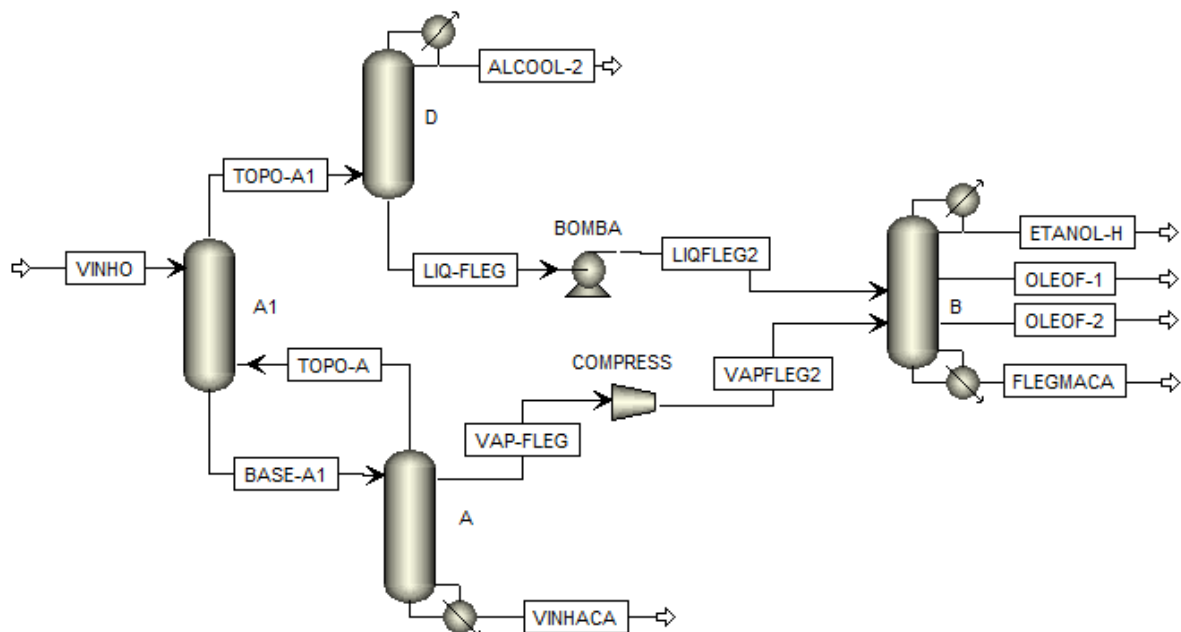 ALCOOL-2
D
TOPO-A1
BOMBA
ETANOL-H
VINHO
LIQ-FLEG
LIQFLEG2
OLEOF-1
A1
B
OLEOF-2
TOPO-A
COMPRESS
VAPFLEG2
FLEGMACA
VAP-FLEG
BASE-A1
A
VINHACA